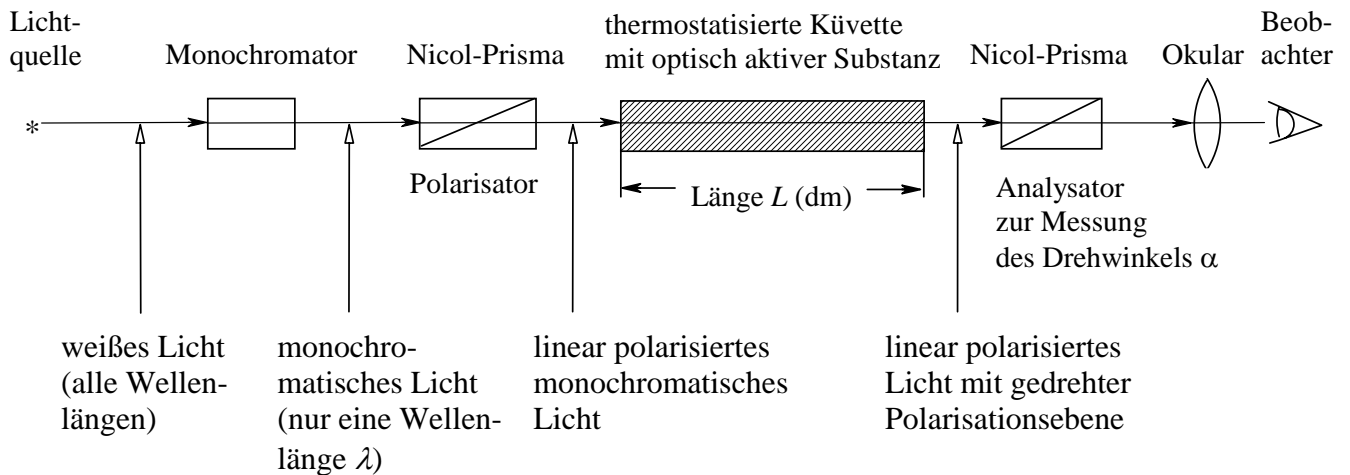 Licht-
quelle
Monochromator
Nicol-Prisma
thermostatisierte Küvette
mit optisch aktiver Substanz
Nicol-Prisma
Okular
Beob-
achter
*
Polarisator
Länge L (dm)
Analysator
zur Messung
des Drehwinkels α
weißes Licht
(alle Wellen-
längen)
monochro-
matisches Licht
(nur eine Wellen-
länge λ)
linear polarisiertes
monochromatisches
Licht
linear polarisiertes
Licht mit gedrehter
Polarisationsebene